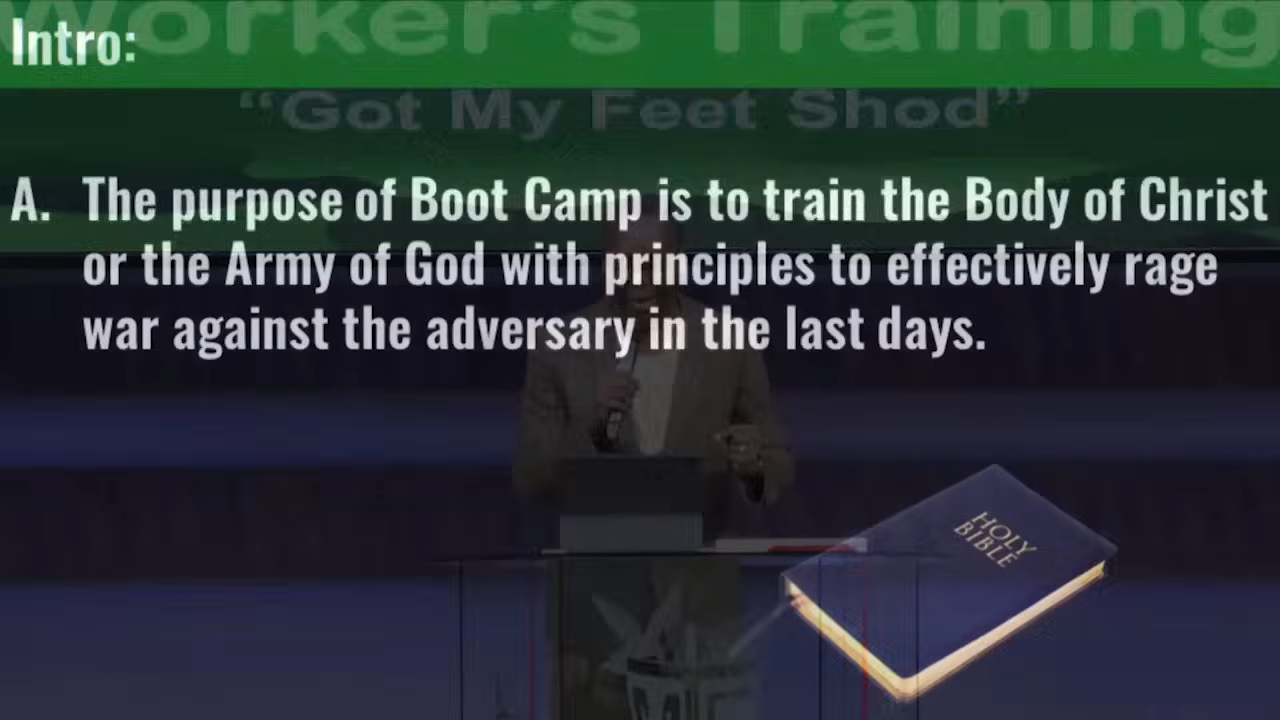 Worker's Training
Intro:
“Got My Feet Shod”
A. The purpose of Boot Camp is to train the Body of Christ
or the Army of God with principles to effectively rage
war against the adversary in the last days.
HOLY
BIBLE